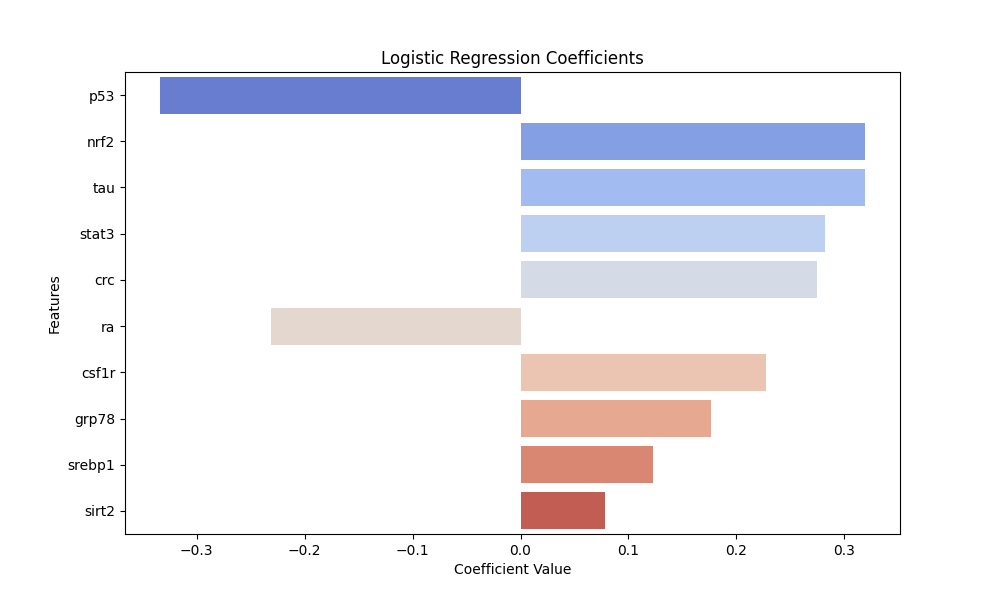 Logistic Regression Coefficients
p53
nrf2
tau
stat3
crc
ra
csf1r
grp78
srebp1
sirt2
Features
−0.3 −0.2 −0.1 0.0 0.1 0.2 0.3
Coefficient Value